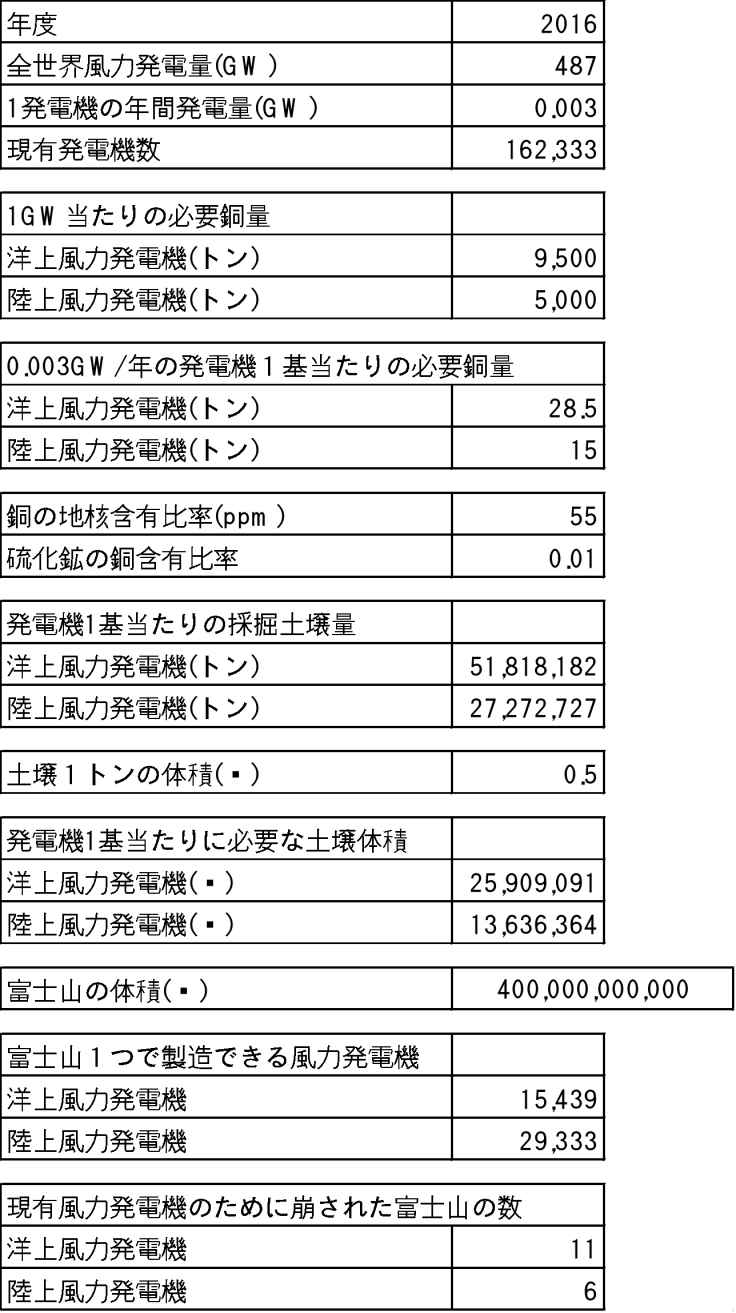 年度 2016
全世界風力発電量(GW) 487
1発電機の年間発電量(GW) 0.003
現有発電機数 162,333
1GW当たりの必要銅量
洋上風力発電機(トン) 9,500
陸上風力発電機(トン) 5,000
0.003GW/年の発電機1基当たりの必要銅量
洋上風力発電機(トン) 28.5
陸上風力発電機(トン) 15
銅の地核含有比率(ppm) 55
硫化鉱の銅含有比率 0.01
発電機1基当たりの採掘土壌量
洋上風力発電機(トン) 51,818,182
陸上風力発電機(トン) 27,272,727
土壌1トンの体積(▪) 0.5
発電機1基当たりに必要な土壌体積
洋上風力発電機(▪) 25,909,091
陸上風力発電機(▪) 13,636,364
富士山の体積(▪) 400,000,000,000
富士山1つで製造できる風力発電機
洋上風力発電機 15,439
陸上風力発電機 29,333
現有風力発電機のために崩された富士山の数
洋上風力発電機 11
陸上風力発電機 6